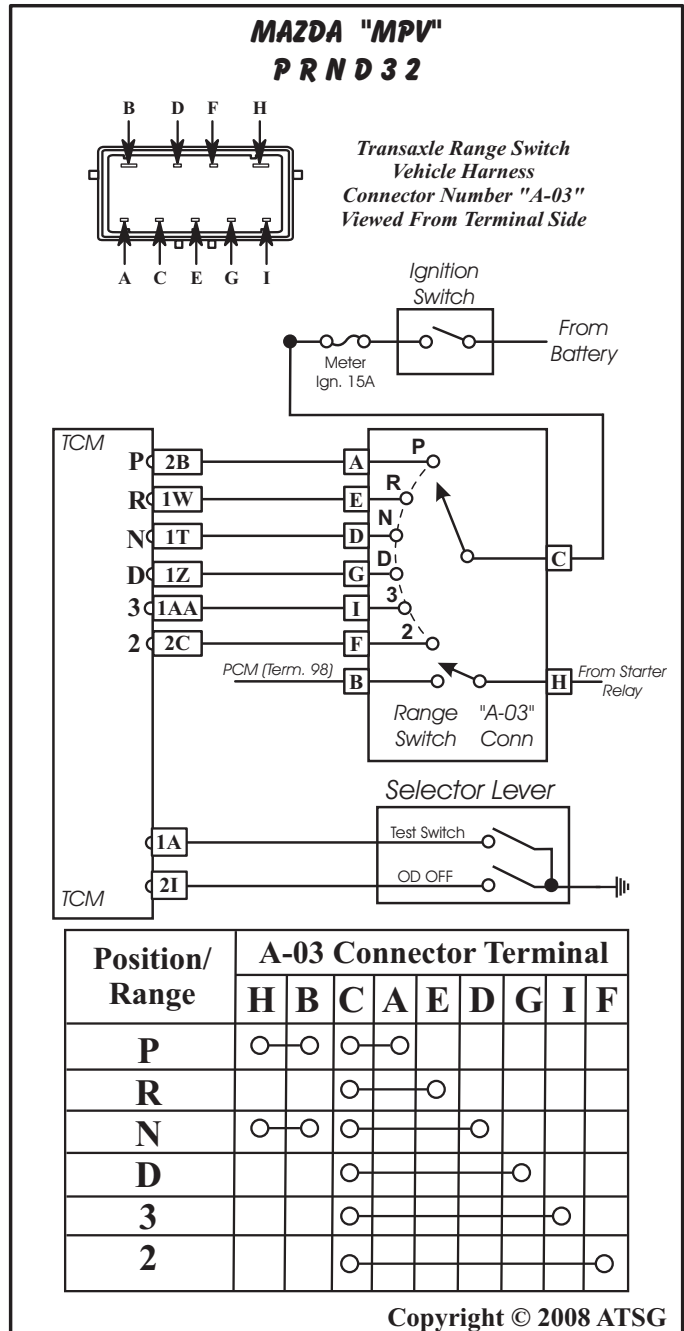 MAZDA "MPV"
P R N D 3 2
B D F H
A C E G I
Transaxle Range Switch
Vehicle Harness
Connector Number "A-03"
Viewed From Terminal Side
Ignition
Switch
From
Battery
Meter
Ign. 15A
TCM
P 2B A P
R 1W E R
N 1T D N
D 1Z G D
C
3 1AA I 3
2 2C F 2
PCM (Term. 98) B H From Starter
Relay
Range "A-03"
Switch Conn
Selector Lever
1A Test Switch
2I OD OFF
TCM
Position/
Range
A-03 Connector Terminal
H B C A E D G I F
P
R
N
D
3
2
Copyright © 2008 ATSG